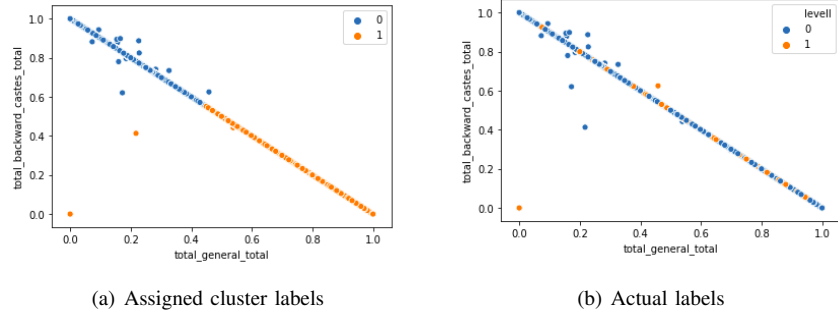 0
1
total_backward_castes_total
1.0
0.8
0.6
0.4
0.2
0.0
0.0 0.2 0.4 0.6 0.8 1.0
total_general_total
(a) Assigned cluster labels
levell
0
1
total_backward_castes_total
1.0
0.8
0.6
0.4
0.2
0.0
0.0 0.2 0.4 0.6 0.8 1.0
total_general_total
(b) Actual labels